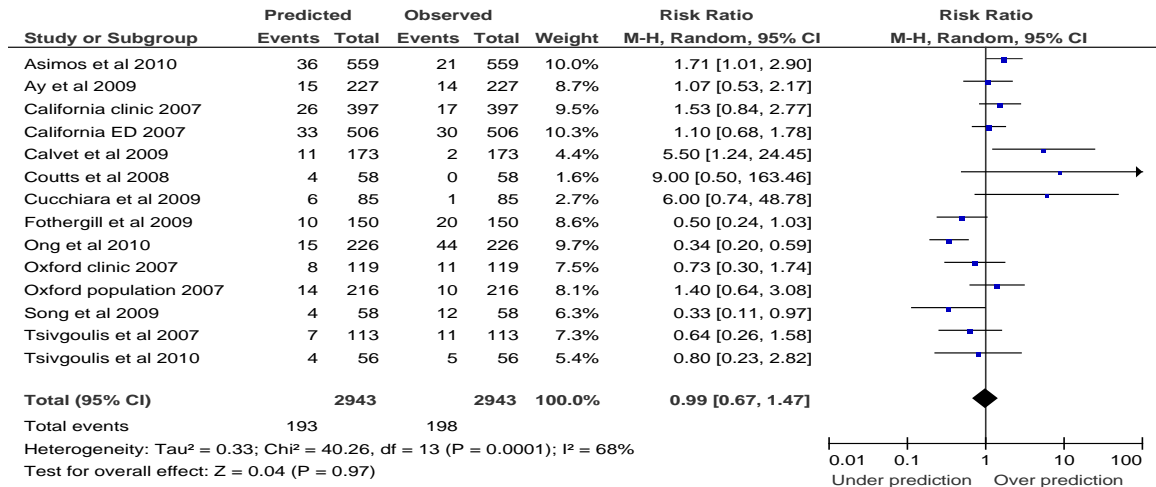 Predicted Observed Risk Ratio Risk Ratio
Study or Subgroup Events Total Events Total Weight M-H, Random, 95% CI M-H, Random, 95% CI
Asimos et al 2010 36 559 21 559 10.0% 1.71 [1.01, 2.90]
Ay et al 2009 15 227 14 227 8.7% 1.07 [0.53, 2.17]
California clinic 2007 26 397 17 397 9.5% 1.53 [0.84, 2.77]
California ED 2007 33 506 30 506 10.3% 1.10 [0.68, 1.78]
Calvet et al 2009 11 173 2 173 4.4% 5.50 [1.24, 24.45]
Coutts et al 2008 4 58 0 58 1.6% 9.00 [0.50, 163.46]
Cucchiara et al 2009 6 85 1 85 2.7% 6.00 [0.74, 48.78]
Fothergill et al 2009 10 150 20 150 8.6% 0.50 [0.24, 1.03]
Ong et al 2010 15 226 44 226 9.7% 0.34 [0.20, 0.59]
Oxford clinic 2007 8 119 11 119 7.5% 0.73 [0.30, 1.74]
Oxford population 2007 14 216 10 216 8.1% 1.40 [0.64, 3.08]
Song et al 2009 4 58 12 58 6.3% 0.33 [0.11, 0.97]
Tsivgoulis et al 2007 7 113 11 113 7.3% 0.64 [0.26, 1.58]
Tsivgoulis et al 2010 4 56 5 56 5.4% 0.80 [0.23, 2.82]
Total (95% CI) 2943 2943 100.0% 0.99 [0.67, 1.47]
Total events 193 198
Heterogeneity: Tau² = 0.33; Chi² = 40.26, df = 13 (P = 0.0001); I² = 68%
Test for overall effect: Z = 0.04 (P = 0.97)
0.01 0.1 1 10 100
Under prediction Over prediction